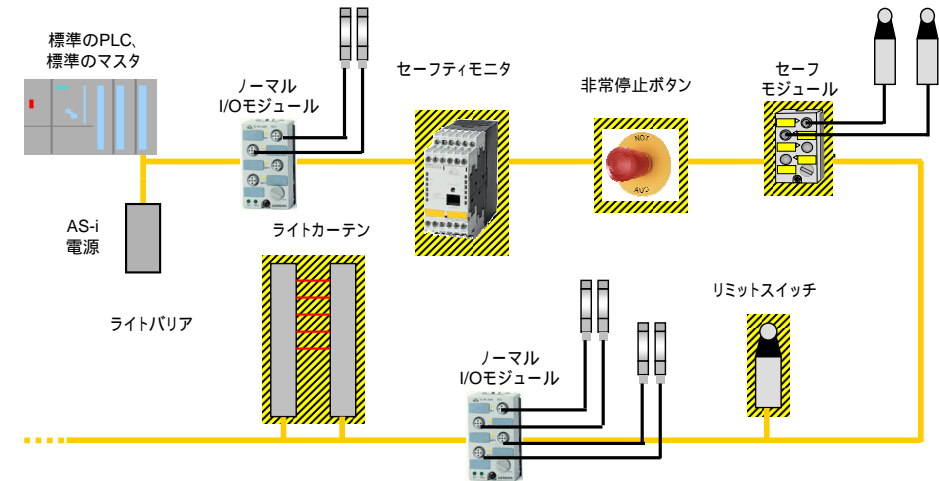 標準のPLC、
標準のマスタ
ノーマル
I/Oモジュール
セーフティモニタ
非常停止ボタン
セーフ
モジュール
AS-i
電源
ライトカーテン
ライトバリア
ノーマル
I/Oモジュール
リミットスイッチ
NOT
AUS